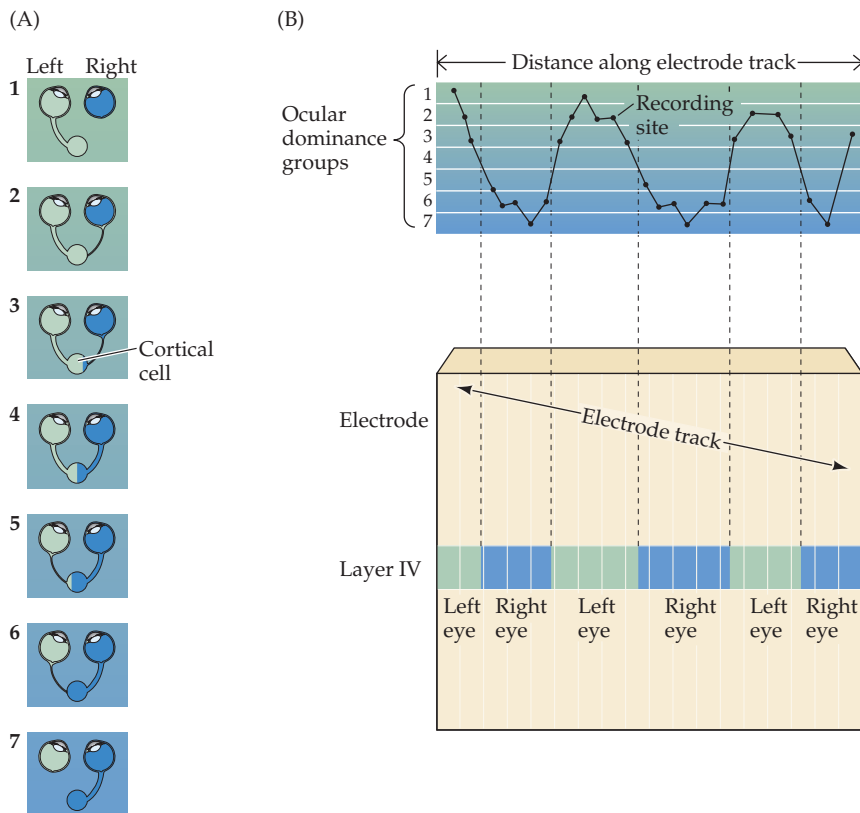 (A)
Left Right
1
2
3
Cortical
cell
4
5
6
7
(B)
Distance along electrode track
Ocular
dominance
groups
1
2
3
4
5
6
7
Recording
site
Electrode
Electrode track
Layer IV
Left
eye
Right
eye
Left
eye
Right
eye
Left
eye
Right
eye